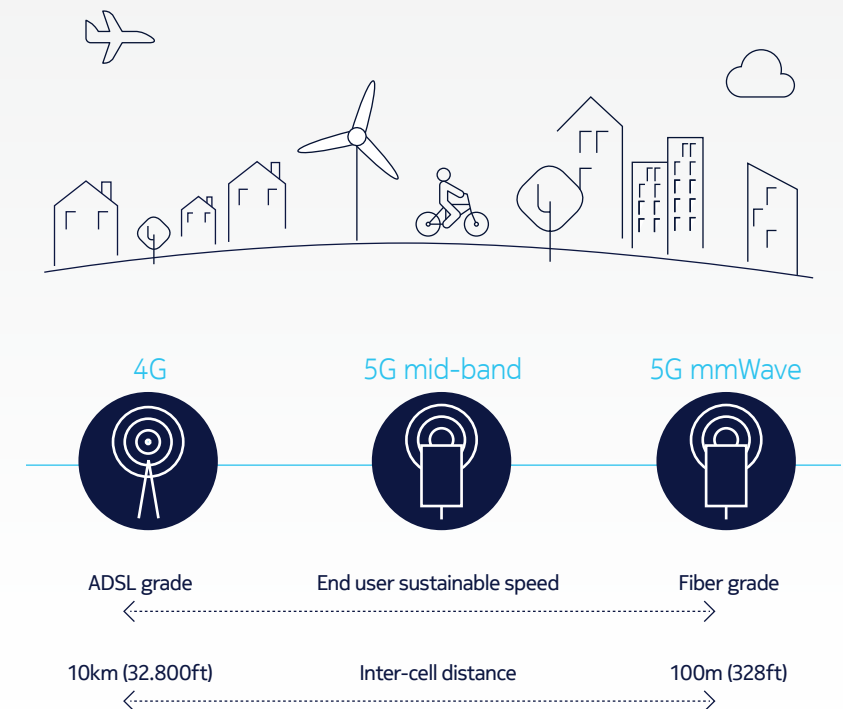 4G
5G mid-band
5G mmWave
ADSL grade
End user sustainable speed
Fiber grade
10km (32.800ft)
Inter-cell distance
100m (328ft)